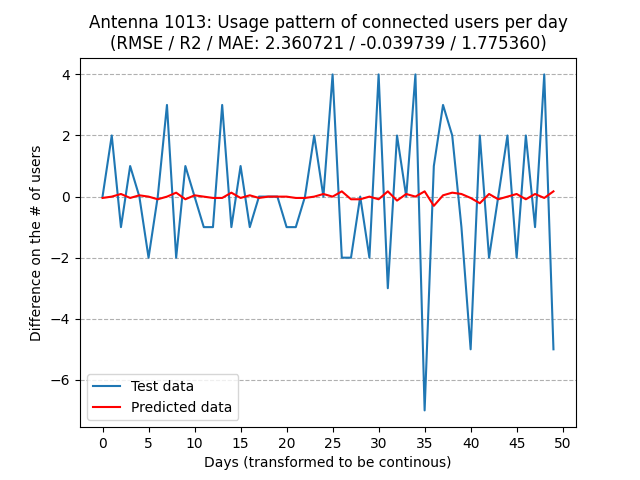 Antenna 1013: Usage pattern of connected users per day
(RMSE / R2 / MAE: 2.360721 / -0.039739 / 1.775360)
4
2
0
−2
−4
−6
Difference on the # of users
Test data
Predicted data
0 5 10 15 20 25 30 35 40 45 50
Days (transformed to be continous)